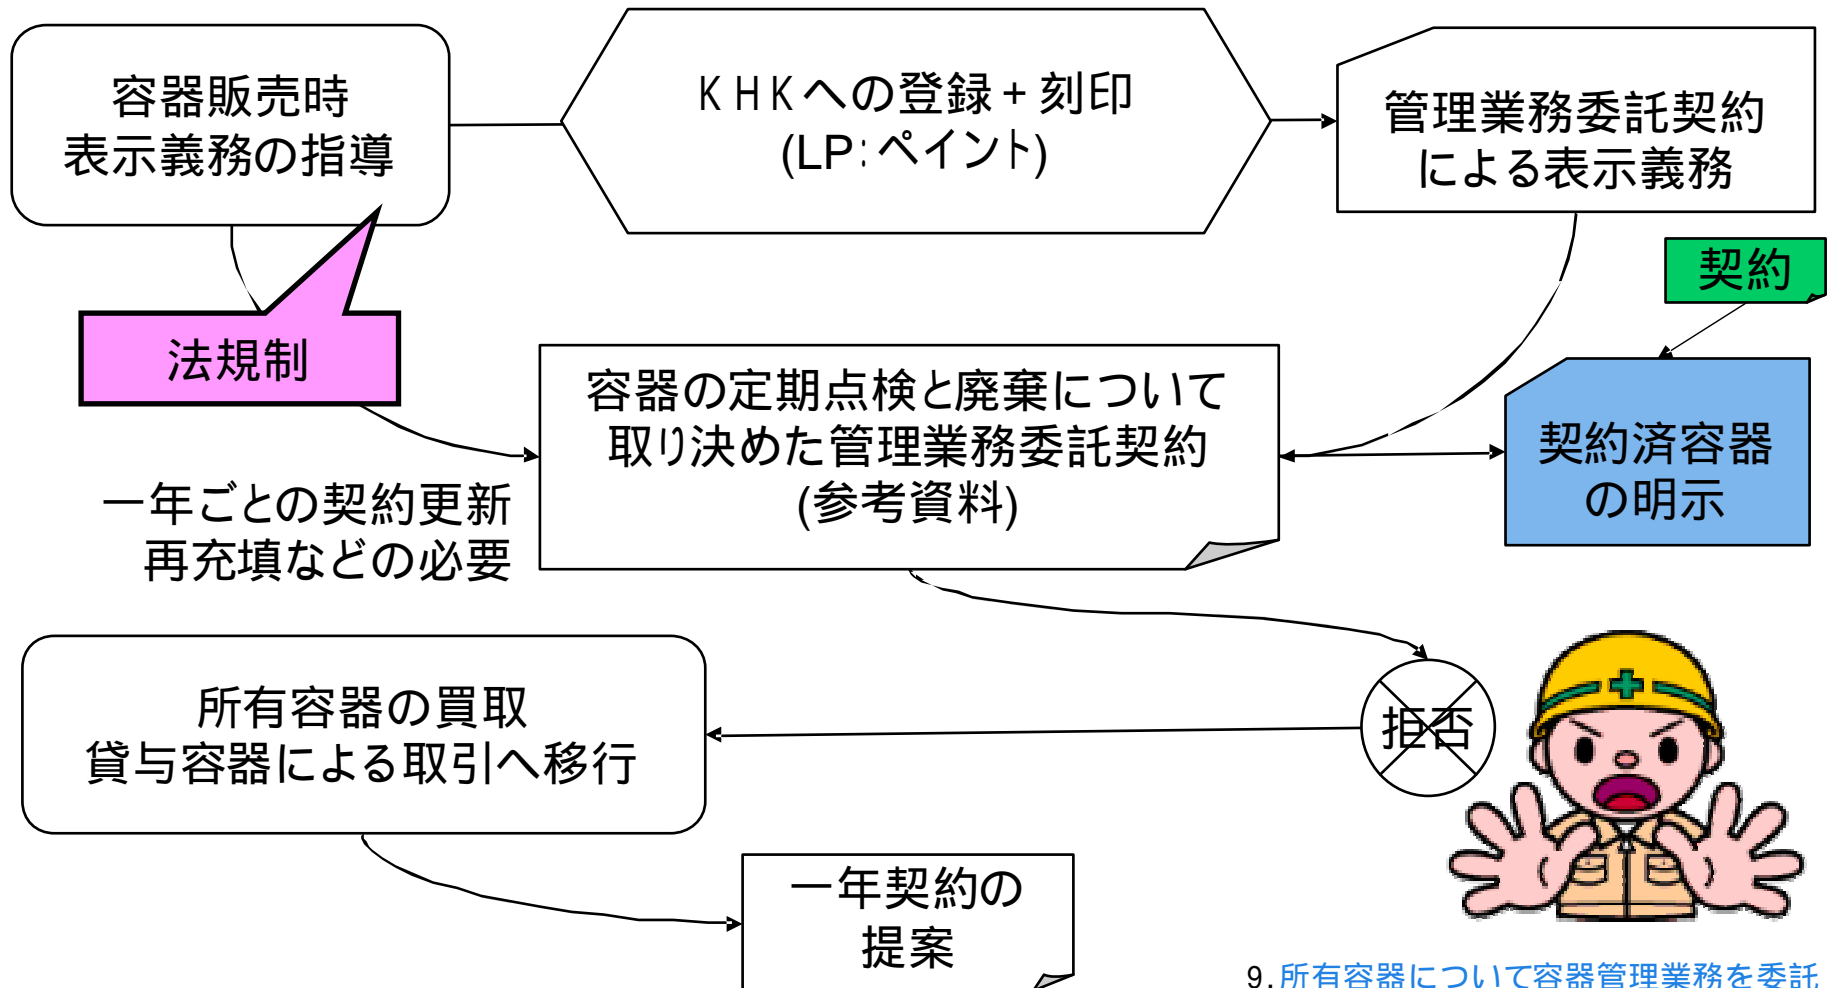 容器販売時
表示義務の指導
ＫＨＫへの登録＋刻印
(LP:ペイント)
管理業務委託契約
による表示義務
契約
法規制
容器の定期点検と廃棄について
取り決めた管理業務委託契約
(参考資料)
契約済容器
の明示
一年ごとの契約更新
再充填などの必要
所有容器の買取
貸与容器による取引へ移行
拒否
一年契約の
提案
9.所有容器について容器管理業務を委託